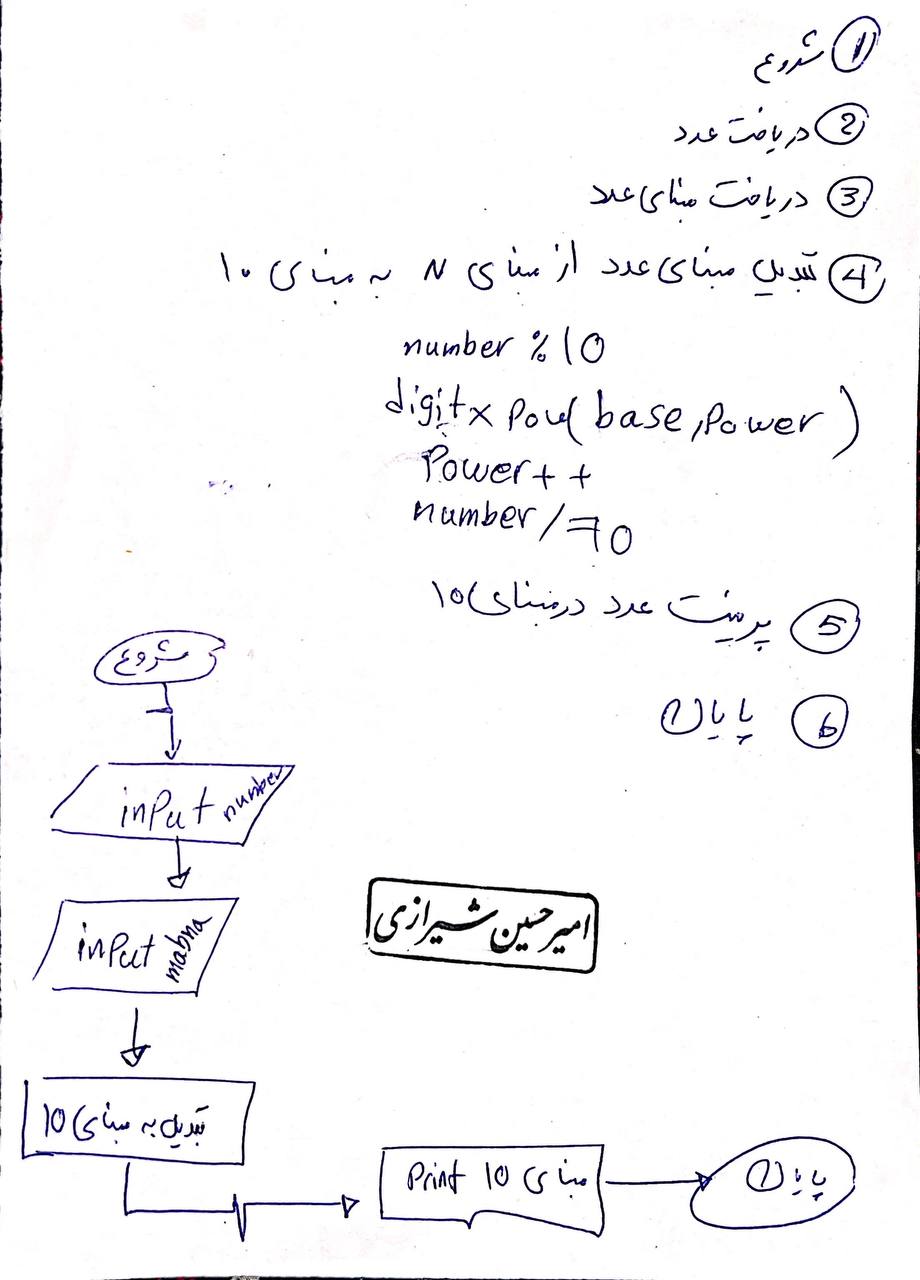 ① شروع
② دریافت عدد
③ دریافت مبنای عدد
④ تبدیل مبنای عدد از مبنای N به مبنای ۱۰
number % 10
digit x Pow( base, Power )
Power++
number /= 10
⑤ پرینت عدد در مبنای ۱۰
⑥ پایان
شروع
input number
input mabna
امیرحسین شیرازی
تبدیل به مبنای 10
Print 10 مبنای
پایان